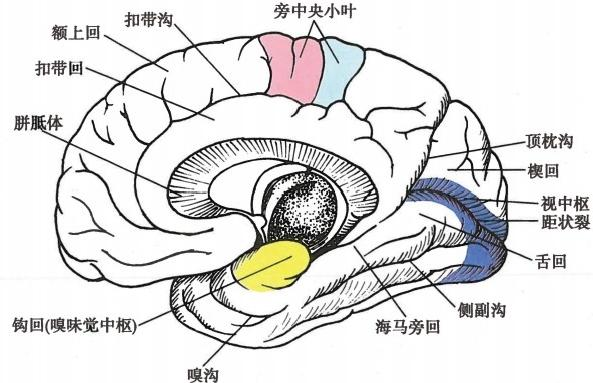 旁中央小叶
扣带沟
额上回
扣带回
胼胝体
顶枕沟
楔回
视中枢
距状裂
舌回
侧副沟
海马旁回
钩回(嗅味觉中枢)
嗅沟